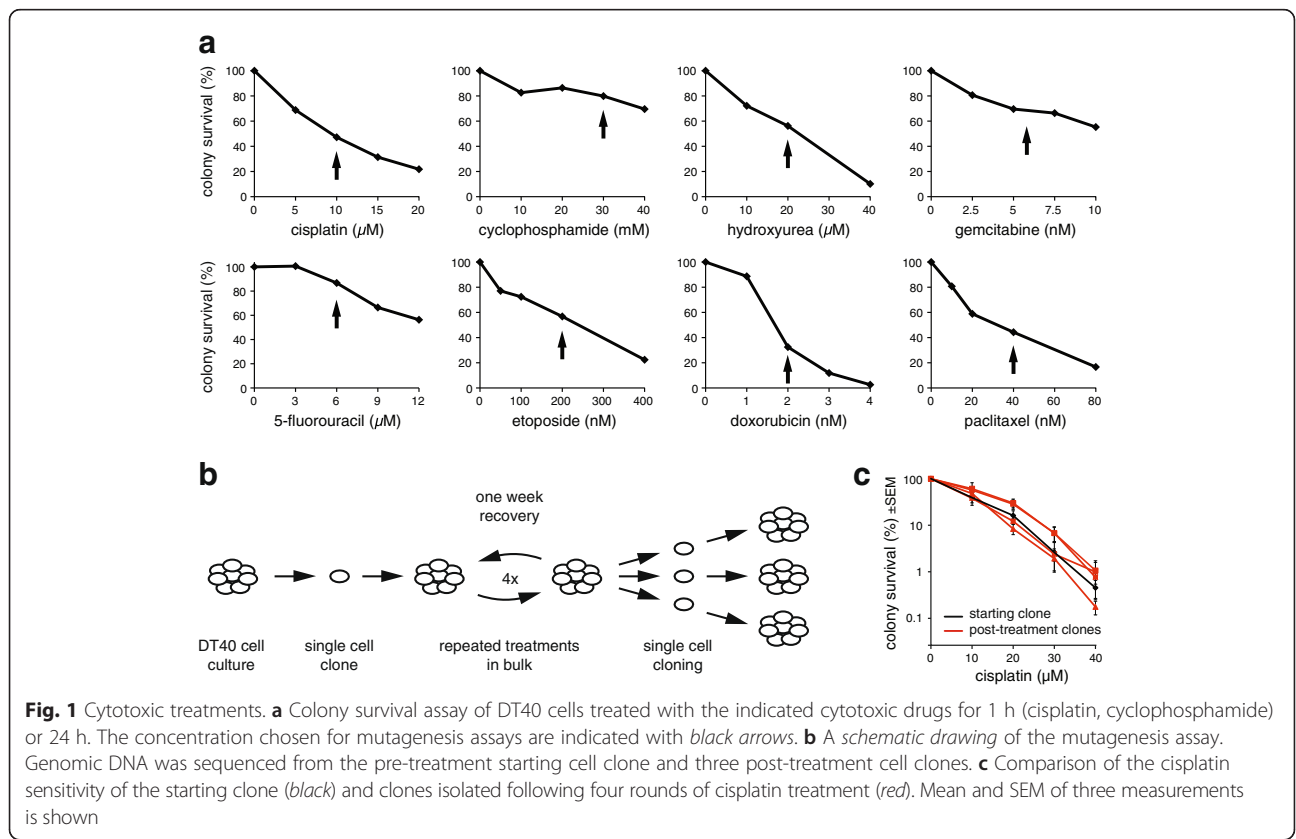 a
colony survival (%)
100
80
60
40
20
0
0 5 10 15 20
cisplatin (µM)
100
80
60
40
20
0
0 10 20 30 40
cyclophosphamide (mM)
100
80
60
40
20
0
0 10 20 30 40
hydroxyurea (µM)
100
80
60
40
20
0
0 2.5 5 7.5 10
gemcitabine (nM)
colony survival (%)
100
80
60
40
20
0
0 3 6 9 12
5-fluorouracil (µM)
100
80
60
40
20
0
0 100 200 300 400
etoposide (nM)
100
80
60
40
20
0
0 1 2 3 4
doxorubicin (nM)
100
80
60
40
20
0
0 20 40 60 80
paclitaxel (nM)
b
one week
recovery
4x
DT40 cell
culture
single cell
clone
repeated treatments
in bulk
single cell
cloning
c
colony survival (%) ±SEM
100
10
1
0.1
starting clone
post-treatment clones
0 10 20 30 40
cisplatin (µM)
Fig. 1 Cytotoxic treatments. a Colony survival assay of DT40 cells treated with the indicated cytotoxic drugs for 1 h (cisplatin, cyclophosphamide)
or 24 h. The concentration chosen for mutagenesis assays are indicated with black arrows. b A schematic drawing of the mutagenesis assay.
Genomic DNA was sequenced from the pre-treatment starting cell clone and three post-treatment cell clones. c Comparison of the cisplatin
sensitivity of the starting clone (black) and clones isolated following four rounds of cisplatin treatment (red). Mean and SEM of three measurements
is shown